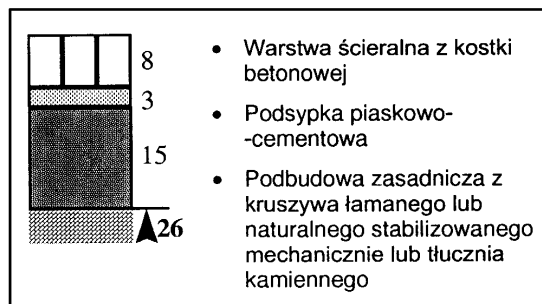 8
3
15
26
• Warstwa ścieralna z kostki
betonowej
• Podsypka piaskowo-
-cementowa
• Podbudowa zasadnicza z
kruszywa łamanego lub
naturalnego stabilizowanego
mechanicznie lub tłucznia
kamiennego